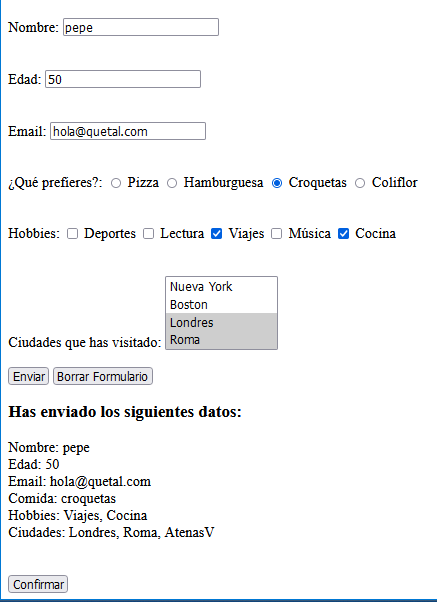 Nombre: pepe
Edad: 50
Email: hola@quetal.com
¿Qué prefieres?: Pizza Hamburguesa Croquetas Coliflor
Hobbies: Deportes Lectura Viajes Música Cocina
Nueva York
Boston
Londres
Ciudades que has visitado: Roma
Enviar Borrar Formulario
Has enviado los siguientes datos:
Nombre: pepe
Edad: 50
Email: hola@quetal.com
Comida: croquetas
Hobbies: Viajes, Cocina
Ciudades: Londres, Roma, AtenasV
Confirmar